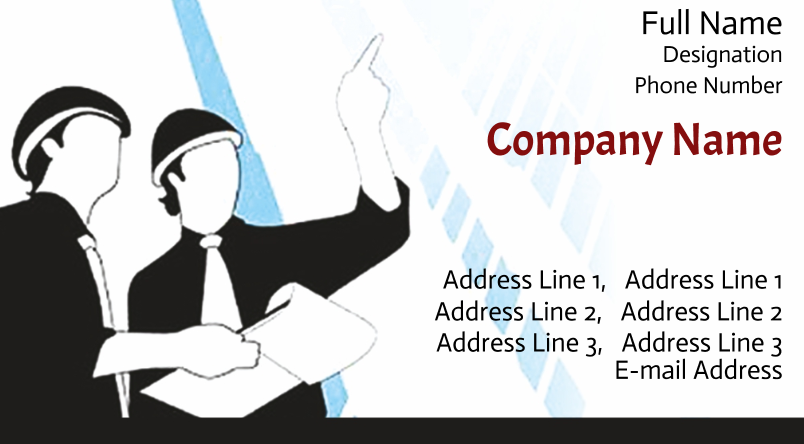 Full Name
Designation
Phone Number
Company Name
Address Line 1, Address Line 1
Address Line 2, Address Line 2
Address Line 3, Address Line 3
E-mail Address